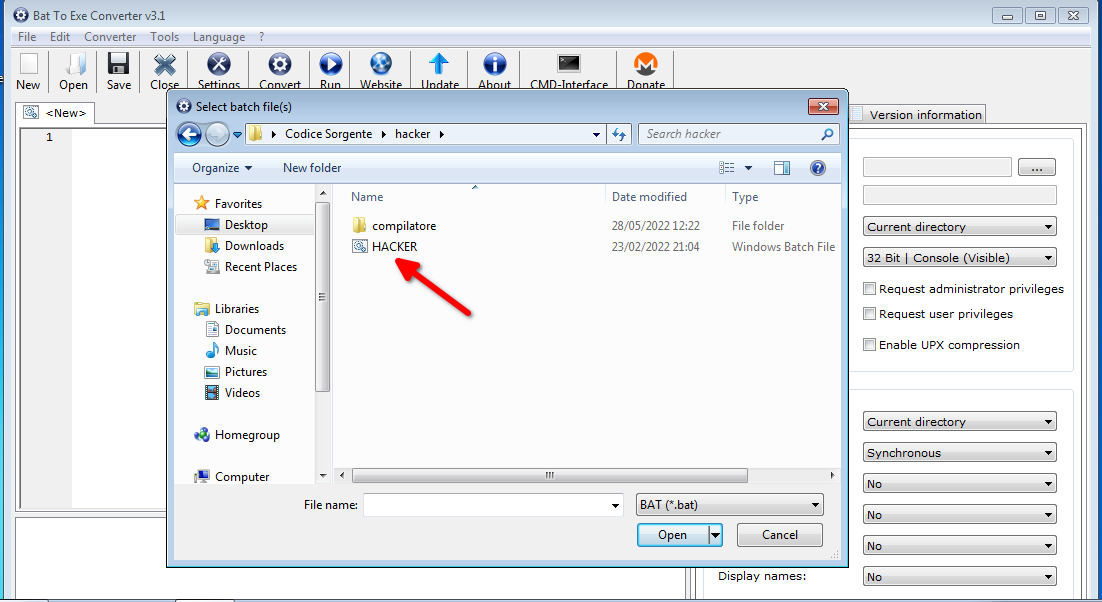 Bat To Exe Converter v3.1
File Edit Converter Tools Language ?
New Open Save Close Settings Convert Run Website Update About CMD-Interface Donate
<New>
Version information
1
Select batch file(s)
Codice Sorgente hacker
Search hacker
Organize New folder
Name Date modified Type
Favorites
Desktop
Downloads
Recent Places
Libraries
Documents
Music
Pictures
Videos
Homegroup
Computer
compilatore 28/05/2022 12:22 File folder
HACKER 23/02/2022 21:04 Windows Batch File
File name:
BAT (*.bat)
Open Cancel
...
Current directory
32 Bit | Console (Visible)
Request administrator privileges
Request user privileges
Enable UPX compression
Current directory
Synchronous
No
No
No
Display names: No